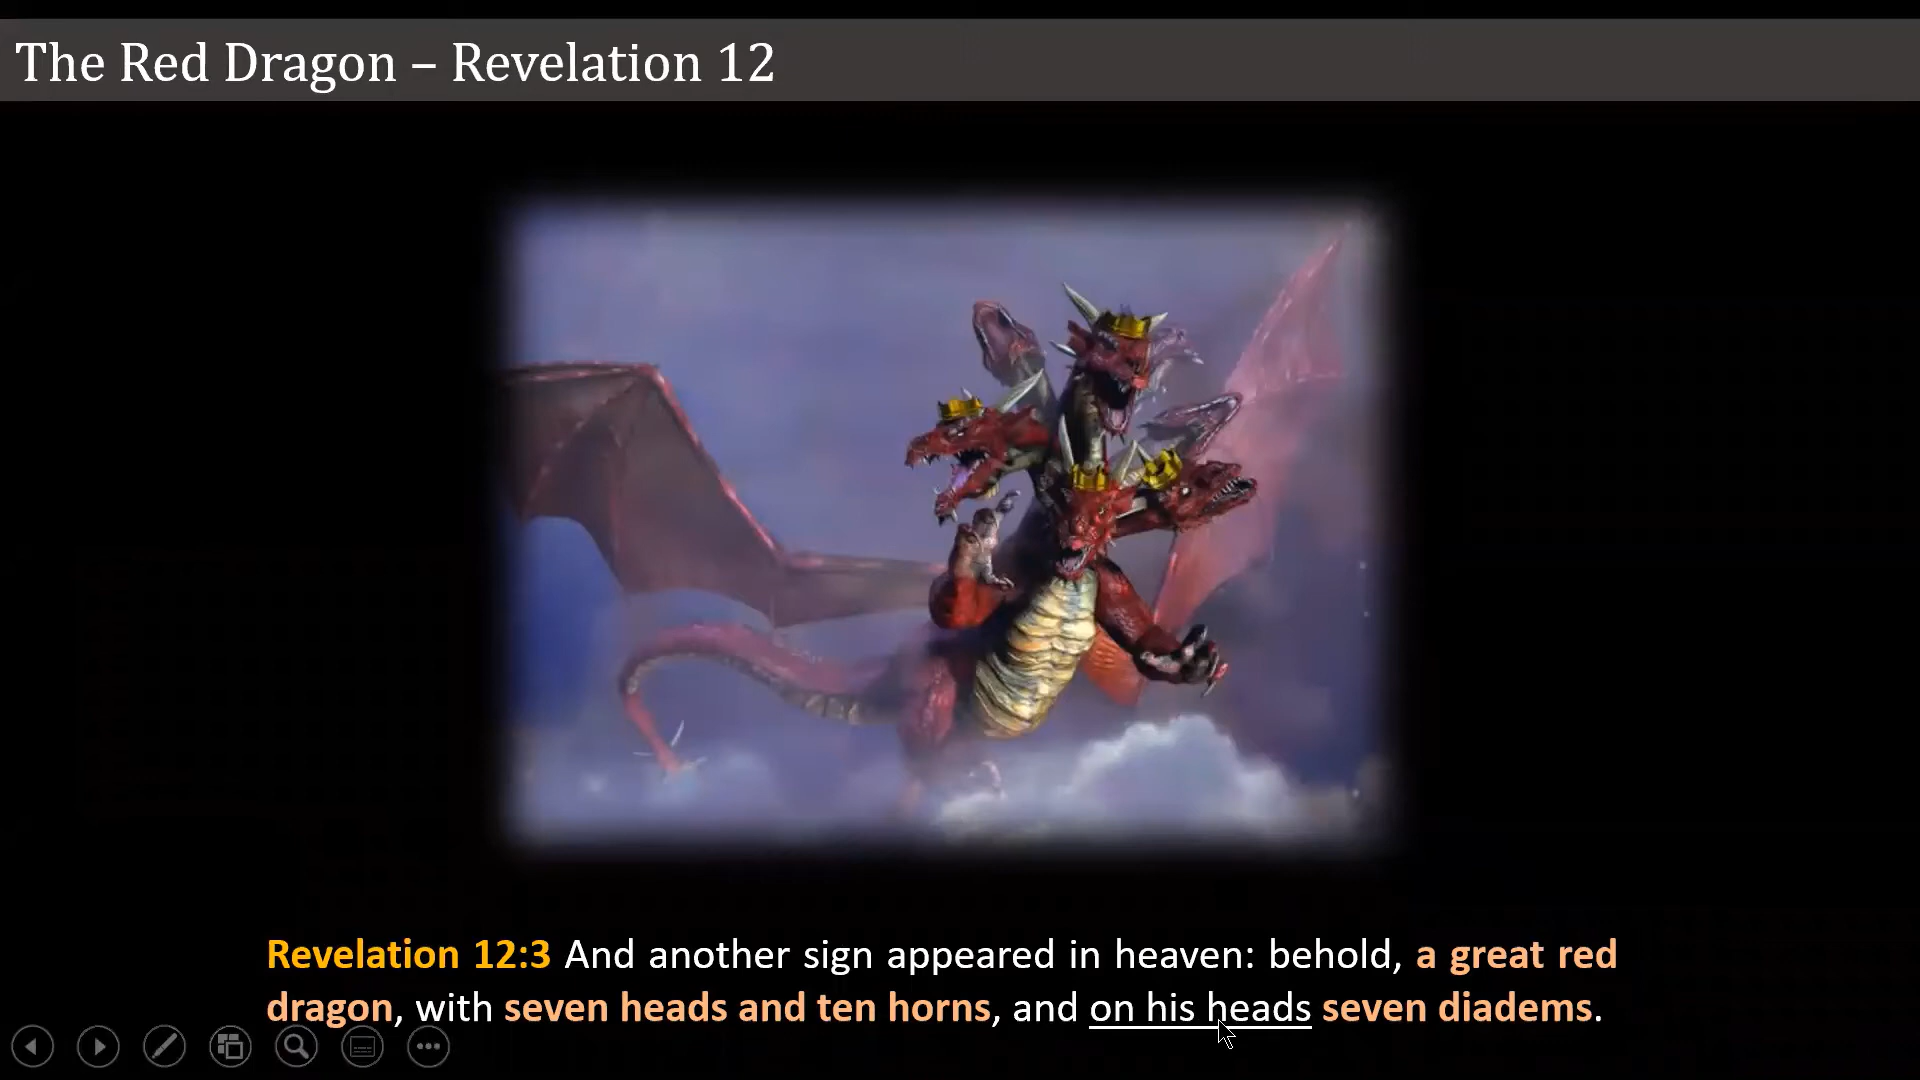 The Red Dragon – Revelation 12
Revelation 12:3 And another sign appeared in heaven: behold, a great red
dragon, with seven heads and ten horns, and on his heads seven diadems.